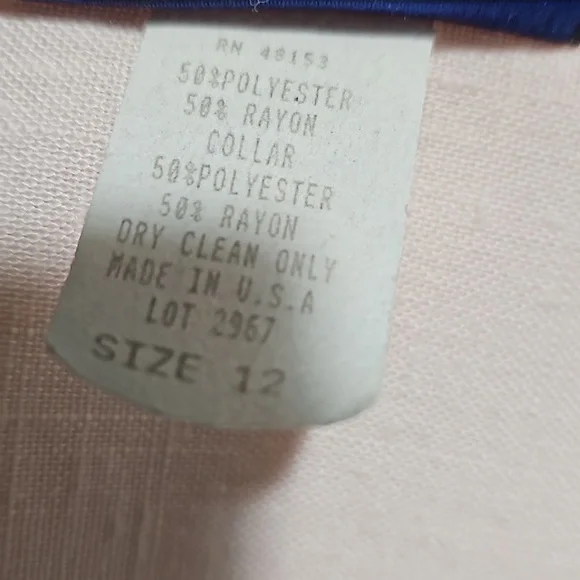 RN 48153
50%POLYESTER
50% RAYON
COLLAR
50%POLYESTER
50% RAYON
DRY CLEAN ONLY
MADE IN U.S.A
LOT 2967
SIZE 12